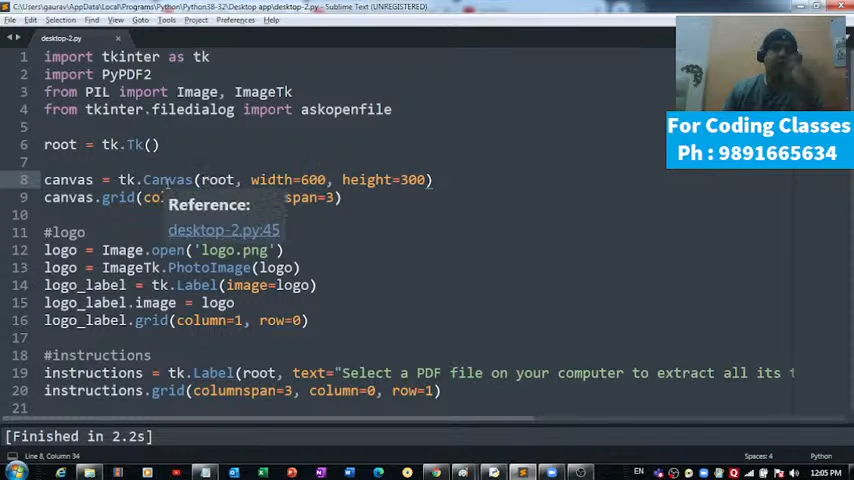 C:\Users\gaurav\AppData\Local\Programs\Python\Python38-32\Desktop app\desktop-2.py - Sublime Text (UNREGISTERED)
File Edit Selection Find View Goto Tools Project Preferences Help
desktop-2.py ×
1 import tkinter as tk
2 import PyPDF2
3 from PIL import Image, ImageTk
4 from tkinter.filedialog import askopenfile
5
6 root = tk.Tk()
7
8 canvas = tk.Canvas(root, width=600, height=300)
9 canvas.grid(co span=3)
Reference:
desktop-2.py:45
10
11 #logo
12 logo = Image.open('logo.png')
13 logo = ImageTk.PhotoImage(logo)
14 logo_label = tk.Label(image=logo)
15 logo_label.image = logo
16 logo_label.grid(column=1, row=0)
17
18 #instructions
19 instructions = tk.Label(root, text="Select a PDF file on your computer to extract all its t
20 instructions.grid(columnspan=3, column=0, row=1)
21
For Coding Classes
Ph : 9891665634
[Finished in 2.2s]
Line 8, Column 34
Spaces: 4
Python
EN
12:05 PM